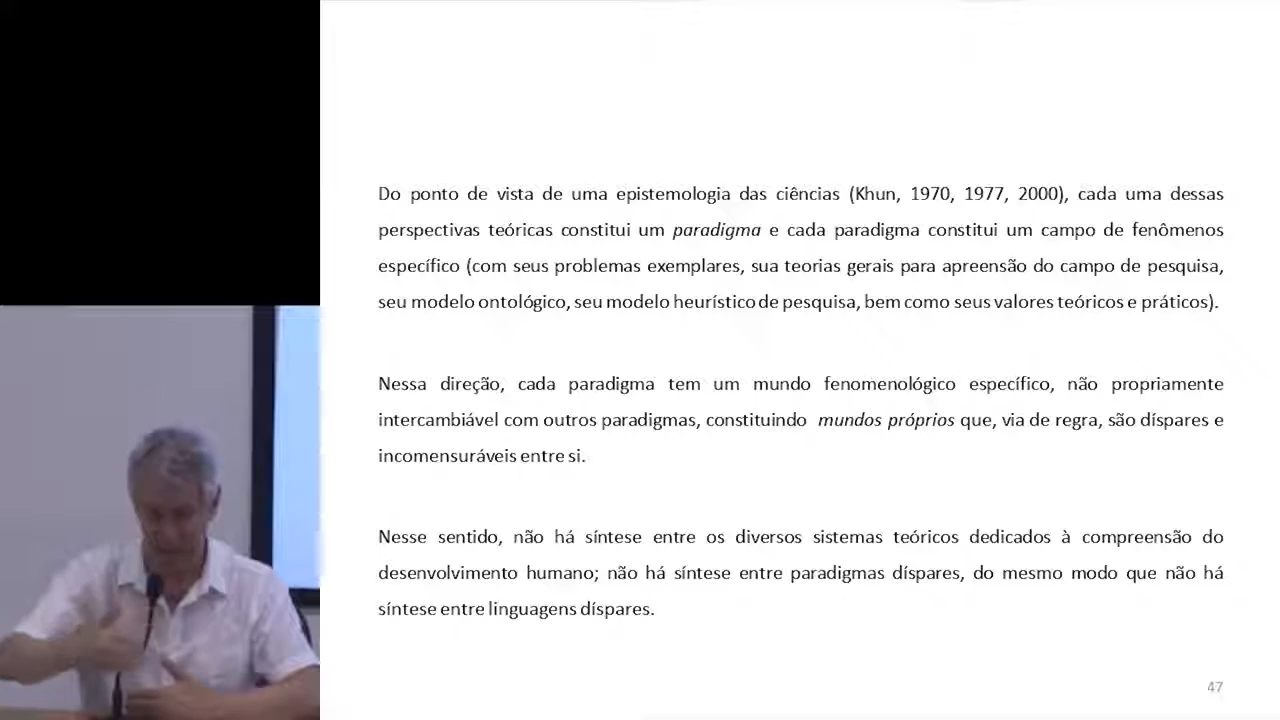 Do ponto de vista de uma epistemologia das ciências (Khun, 1970, 1977, 2000), cada uma dessas
perspectivas teóricas constitui um paradigma e cada paradigma constitui um campo de fenômenos
específico (com seus problemas exemplares, sua teorias gerais para apreensão do campo de pesquisa,
seu modelo ontológico, seu modelo heurístico de pesquisa, bem como seus valores teóricos e práticos).
Nessa direção, cada paradigma tem um mundo fenomenológico específico, não propriamente
intercambiável com outros paradigmas, constituindo mundos próprios que, via de regra, são díspares e
incomensuráveis entre si.
Nesse sentido, não há síntese entre os diversos sistemas teóricos dedicados à compreensão do
desenvolvimento humano; não há síntese entre paradigmas díspares, do mesmo modo que não há
síntese entre linguagens díspares.
47